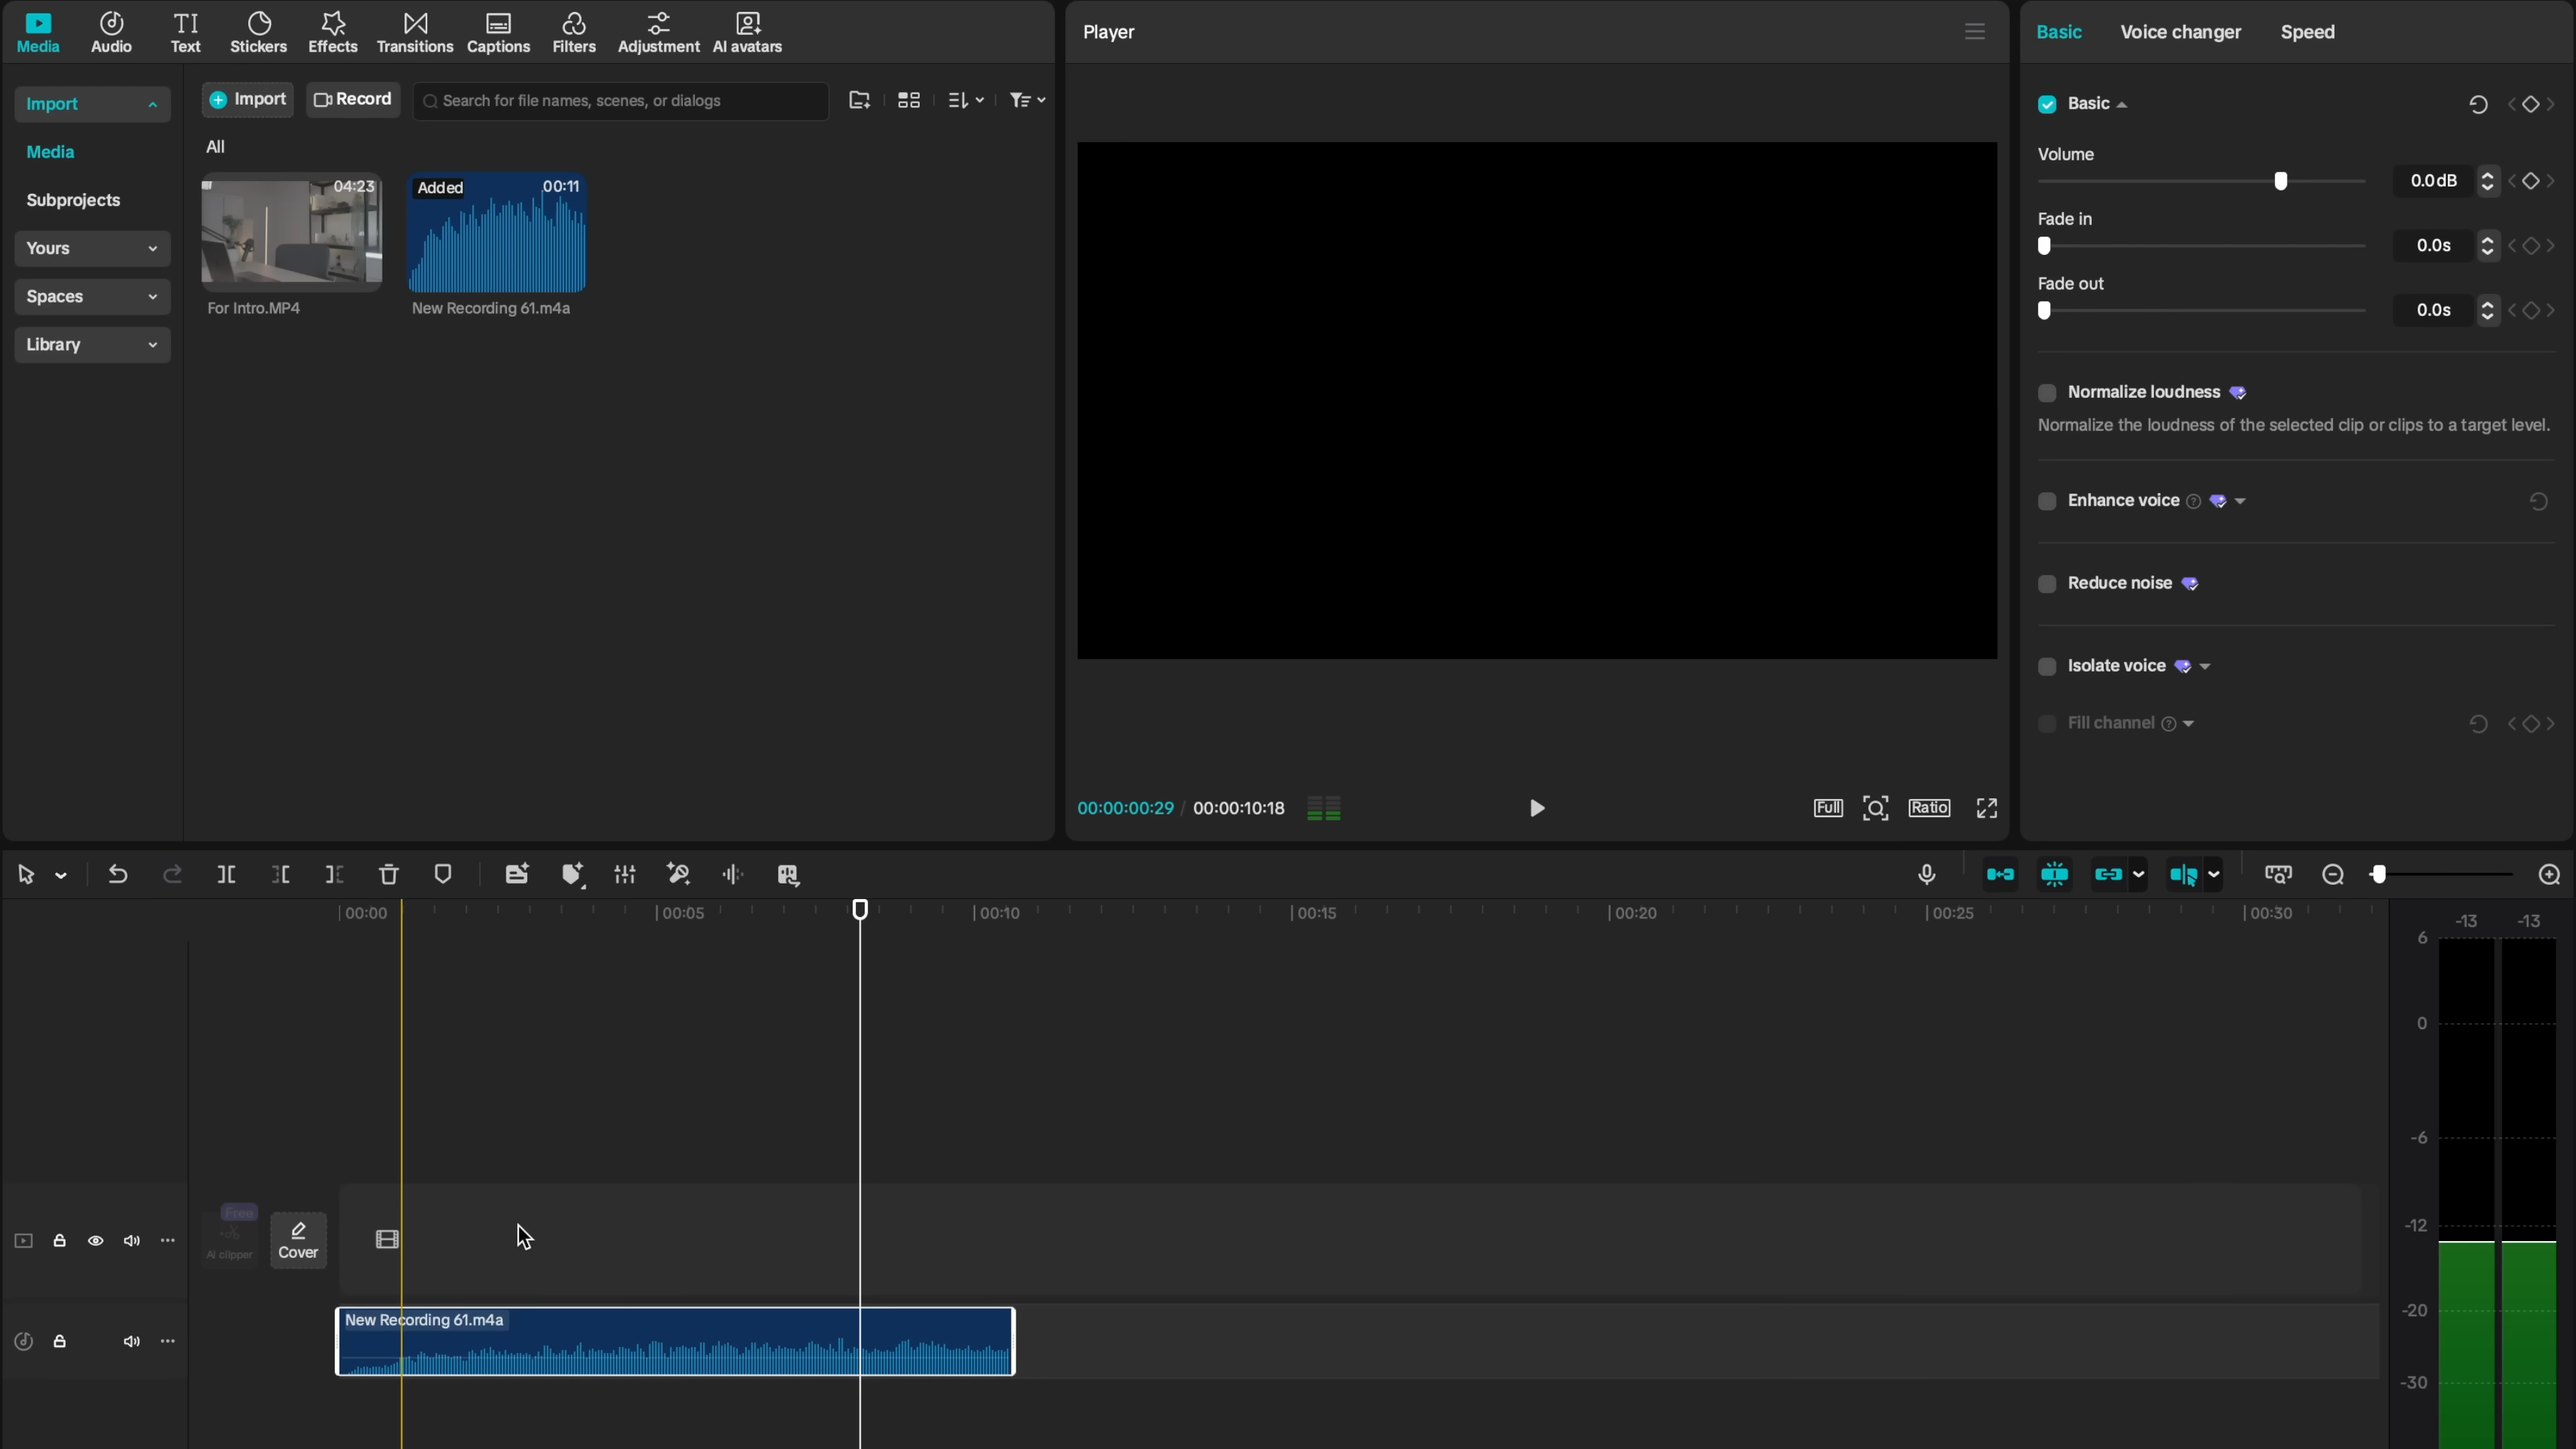 Media
Audio
Text
Stickers
Effects
Transitions
Captions
Filters
Adjustment
AI avatars
Player
Basic
Voice changer
Speed
Import
Import
Record
Search for file names, scenes, or dialogs
Media
Subprojects
Yours
Spaces
Library
All
04:23
For Intro.MP4
Added
00:11
New Recording 61.m4a
Basic
Volume
0.0dB
Fade in
0.0s
Fade out
0.0s
Normalize loudness
Normalize the loudness of the selected clip or clips to a target level.
Enhance voice
Reduce noise
Isolate voice
Fill channel
00:00:00:29 / 00:00:10:18
Full
Ratio
00:00
00:05
00:10
00:15
00:20
00:25
00:30
-13
-13
6
0
-6
-12
-20
-30
Free
AI clipper
Cover
New Recording 61.m4a